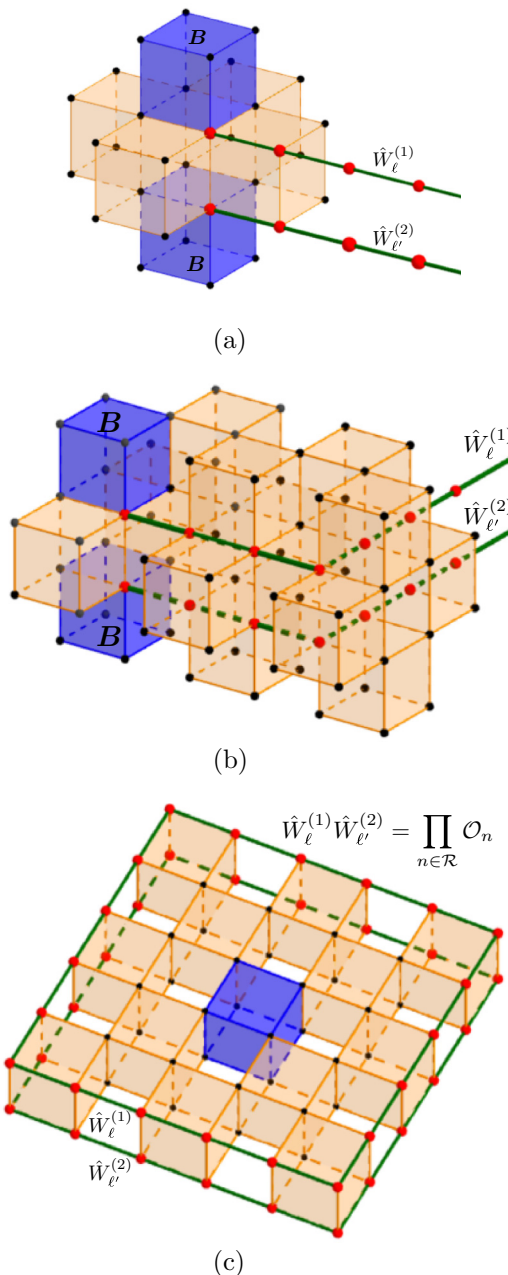 B
Ŵ_ℓ^(1)
Ŵ_ℓ'^(2)
B
(a)
B
Ŵ_ℓ^(1)
Ŵ_ℓ'^(2)
B
(b)
Ŵ_ℓ^(1) Ŵ_ℓ'^(2) = ∏_{n∈ℛ} 𝒪_n
Ŵ_ℓ^(1)
Ŵ_ℓ'^(2)
(c)